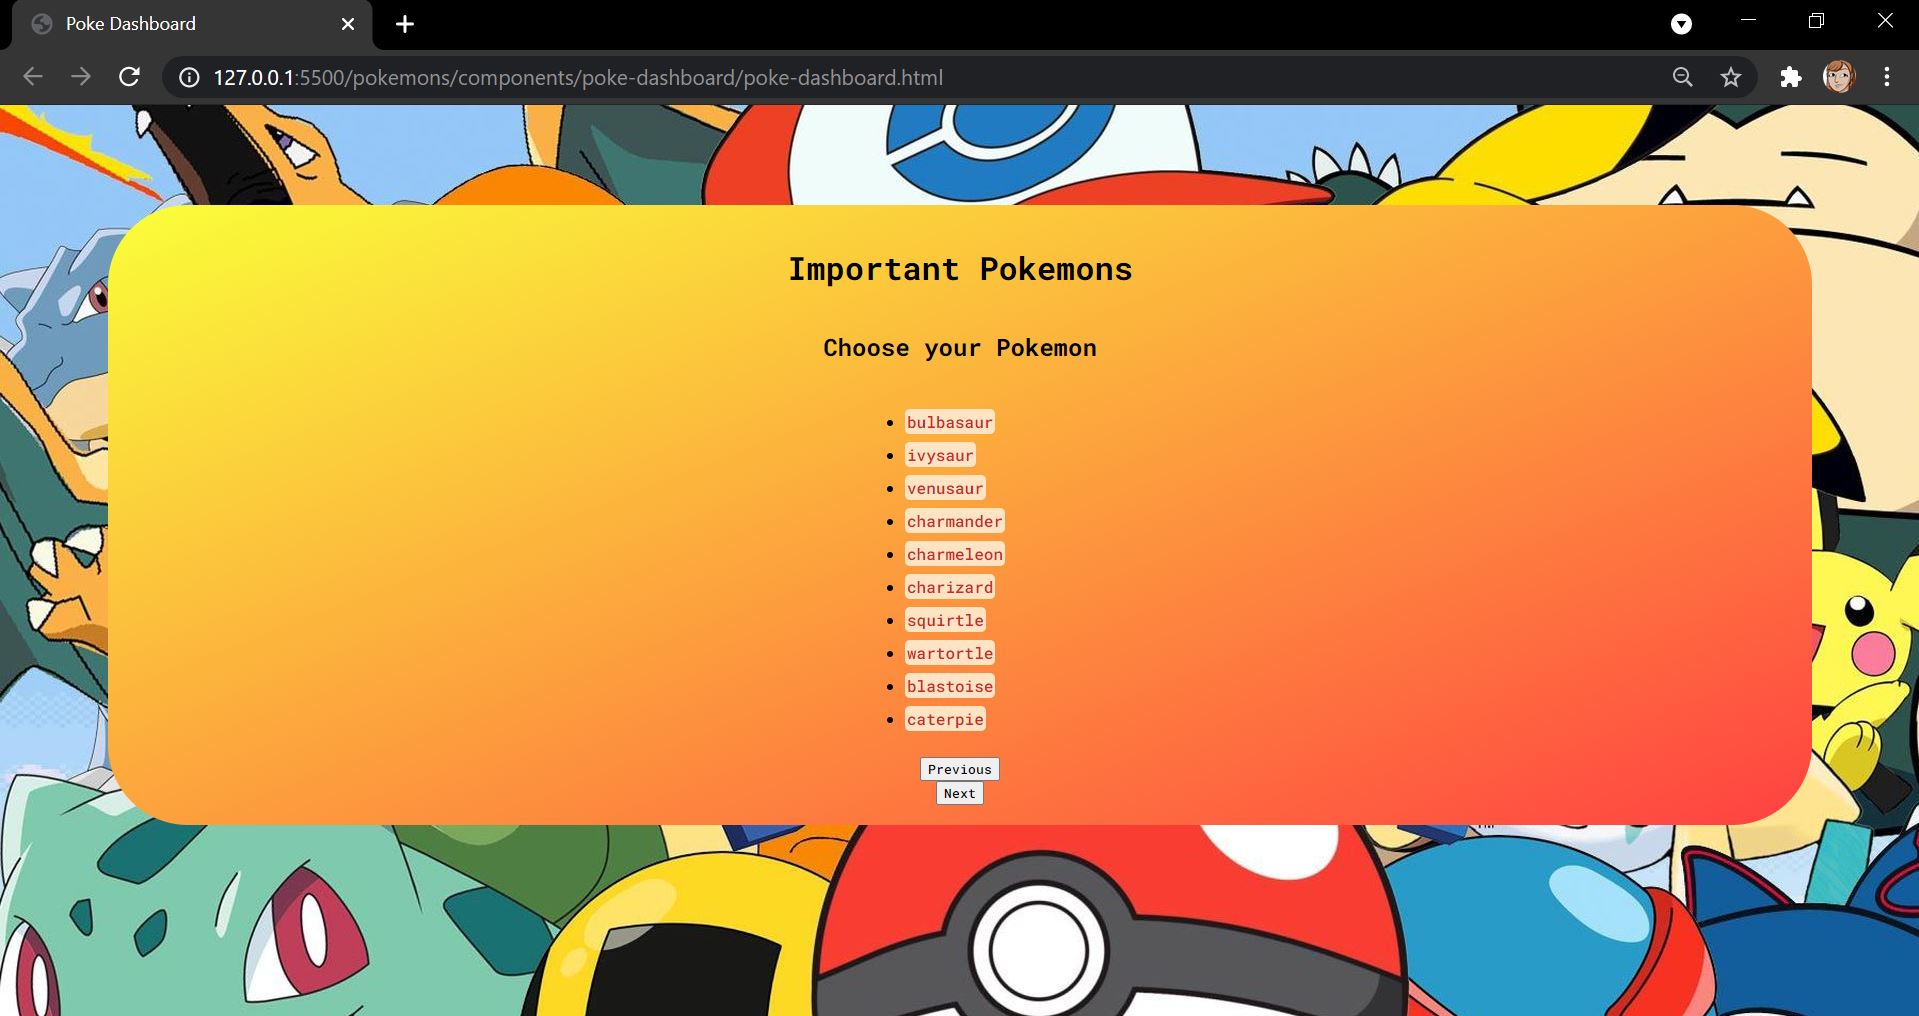 Poke Dashboard
127.0.0.1:5500/pokemons/components/poke-dashboard/poke-dashboard.html
Important Pokemons
Choose your Pokemon
bulbasaur
ivysaur
venusaur
charmander
charmeleon
charizard
squirtle
wartortle
blastoise
caterpie
Previous
Next